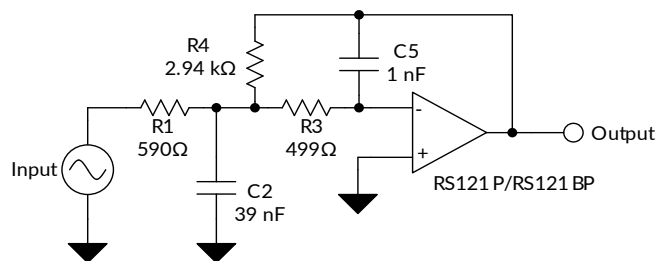 R4
2.94 kΩ
C5
1 nF
R1
590Ω
R3
499Ω
-
+
Input
Output
C2
39 nF
RS121 P/RS121 BP